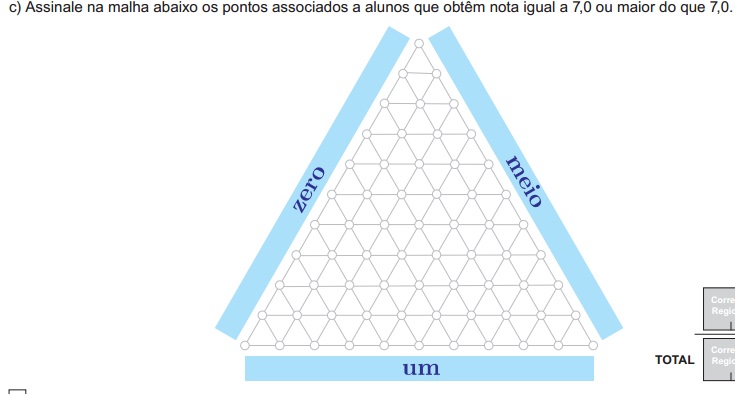 c) Assinale na malha abaixo os pontos associados a alunos que obtêm nota igual a 7,0 ou maior do que 7,0.
zero
meio
um
TOTAL